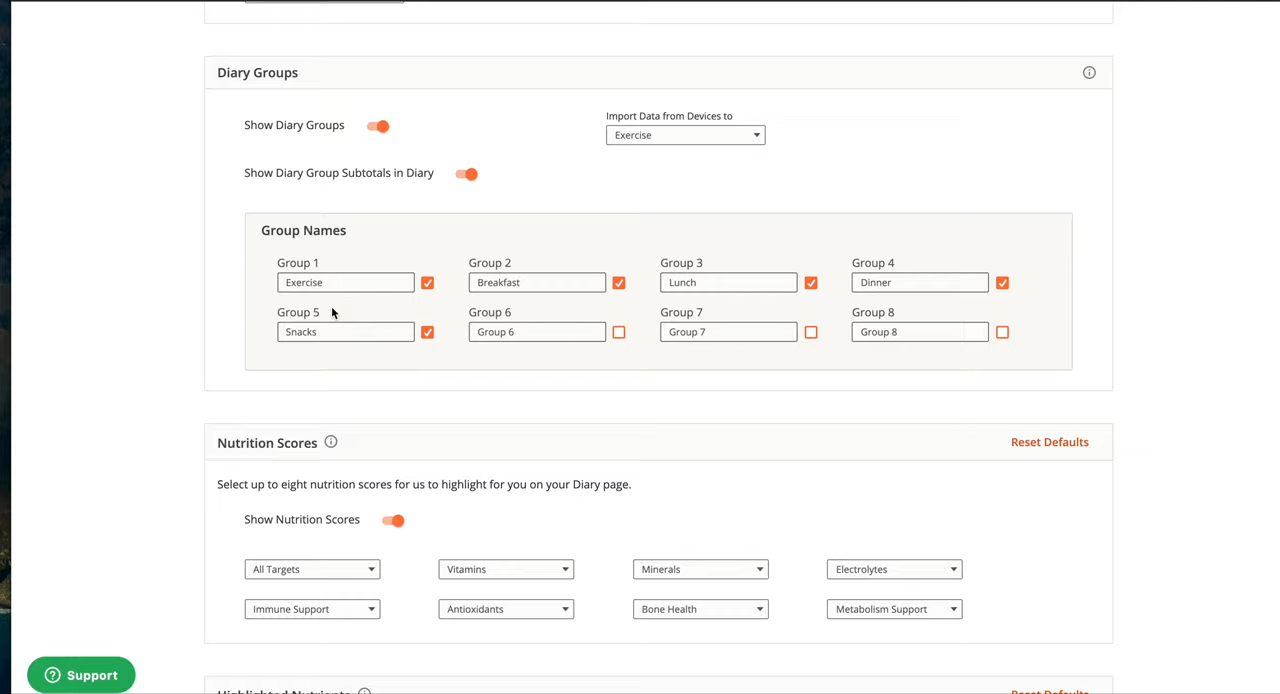 Diary Groups
Show Diary Groups
Import Data from Devices to
Exercise
Show Diary Group Subtotals in Diary
Group Names
Group 1 Group 2 Group 3 Group 4
Exercise Breakfast Lunch Dinner
Group 5 Group 6 Group 7 Group 8
Snacks Group 6 Group 7 Group 8
Nutrition Scores Reset Defaults
Select up to eight nutrition scores for us to highlight for you on your Diary page.
Show Nutrition Scores
All Targets Vitamins Minerals Electrolytes
Immune Support Antioxidants Bone Health Metabolism Support
Support
Highlighted Nutrients Reset Defaults